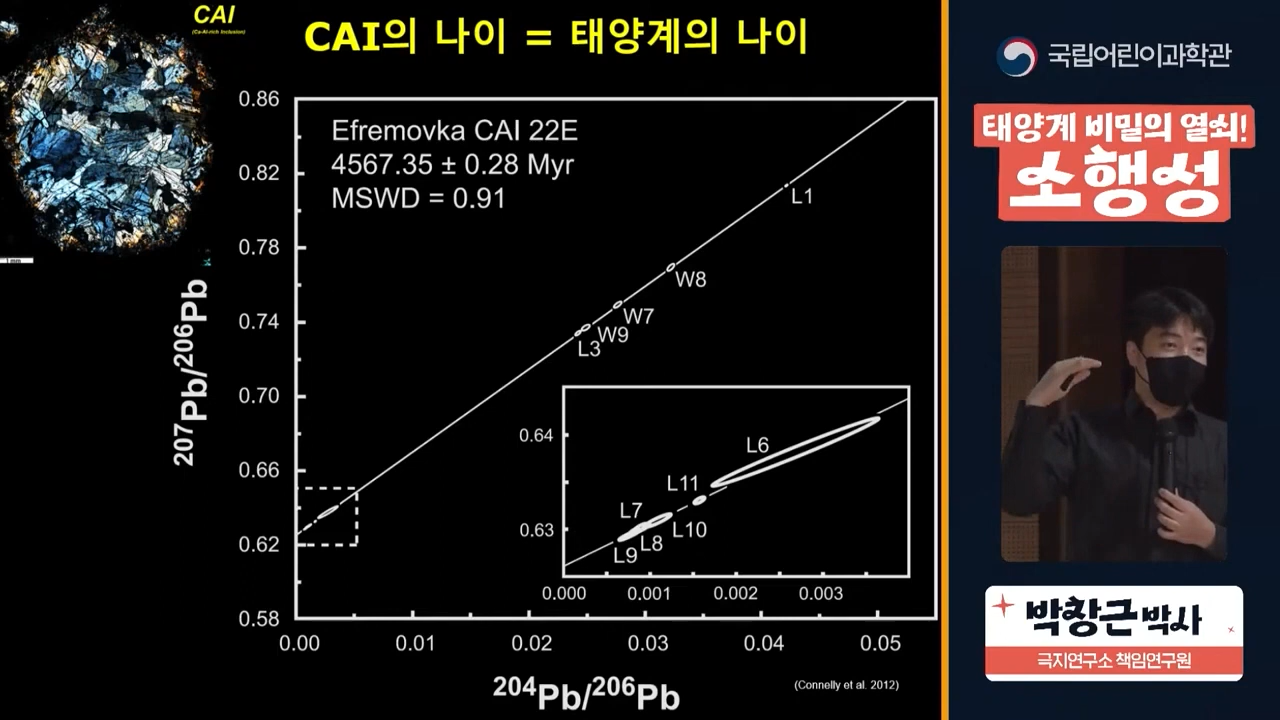 CAI
(Ca-Al-rich Inclusion)
CAI의 나이 = 태양계의 나이
Efremovka CAI 22E
4567.35 ± 0.28 Myr
MSWD = 0.91
0.86
0.82
0.78
0.74
0.70
0.66
0.62
0.58
207Pb/206Pb
L1
W8
W7
W9
L3
0.64
0.63
L6
L11
L7
L10
L8
L9
0.000 0.001 0.002 0.003
0.00 0.01 0.02 0.03 0.04 0.05
204Pb/206Pb
(Connelly et al. 2012)
1 mm
국립어린이과학관
태양계 비밀의 열쇠!
소행성
박창근 박사
극지연구소 책임연구원